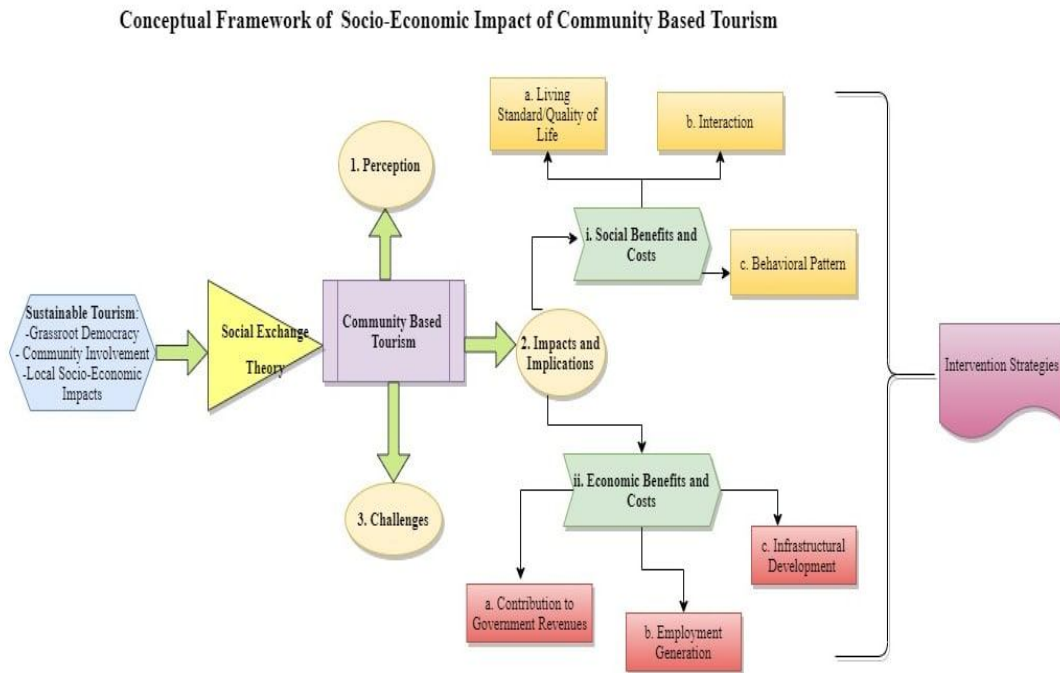 Conceptual Framework of Socio-Economic Impact of Community Based Tourism
a. Living
Standard/Quality of
Life
b. Interaction
1. Perception
i. Social Benefits and
Costs
c. Behavioral Pattern
Sustainable Tourism:
-Grassroot Democracy
- Community Involvement
-Local Socio-Economic
Impacts
Social Exchange
Theory
Community Based
Tourism
2. Impacts and
Implications
Intervention Strategies
ii. Economic Benefits and
Costs
3. Challenges
c. Infrastructural
Development
a. Contribution to
Government Revenues
b. Employment
Generation